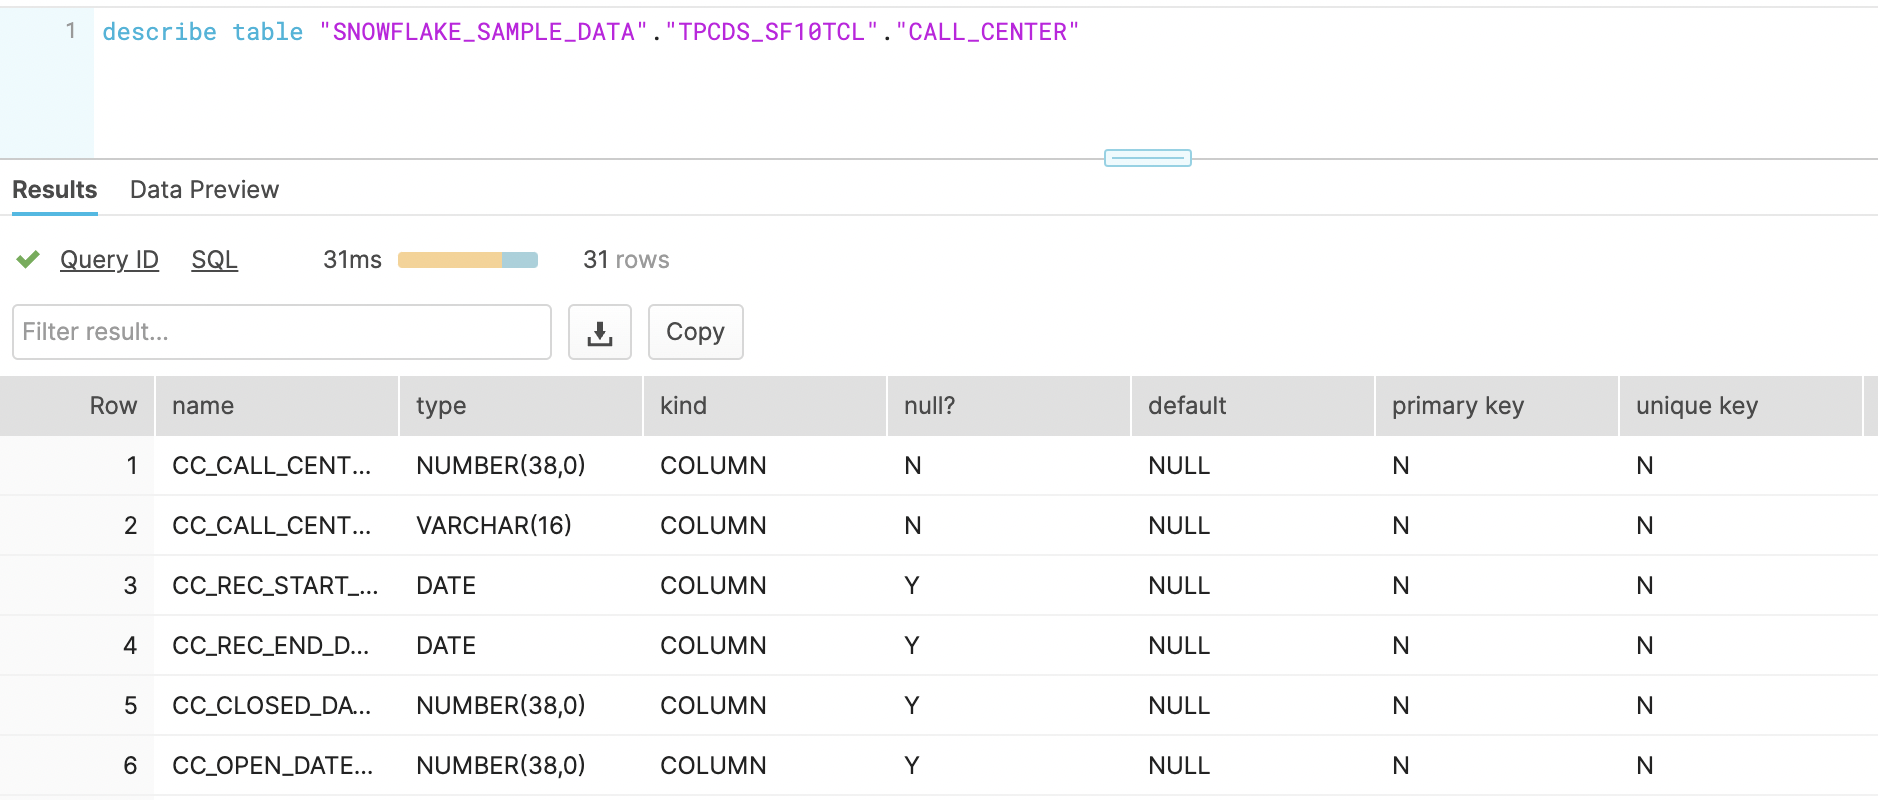 1 describe table "SNOWFLAKE_SAMPLE_DATA"."TPCDS_SF10TCL"."CALL_CENTER"
Results Data Preview
Query ID SQL 31ms 31 rows
Filter result... Copy
Row name type kind null? default primary key unique key
1 CC_CALL_CENT... NUMBER(38,0) COLUMN N NULL N N
2 CC_CALL_CENT... VARCHAR(16) COLUMN N NULL N N
3 CC_REC_START_... DATE COLUMN Y NULL N N
4 CC_REC_END_D... DATE COLUMN Y NULL N N
5 CC_CLOSED_DA... NUMBER(38,0) COLUMN Y NULL N N
6 CC_OPEN_DATE... NUMBER(38,0) COLUMN Y NULL N N